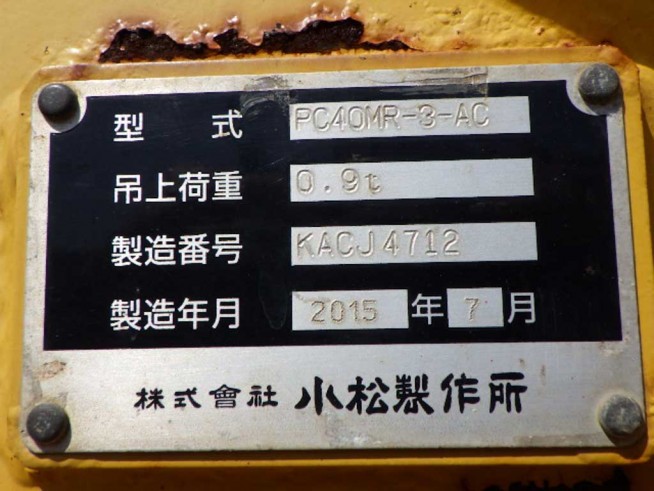 型 式 PC40MR-3-AC
吊上荷重 0.9t
製造番号 KACJ4712
製造年月 2015 年 7 月
株式會社 小松製作所